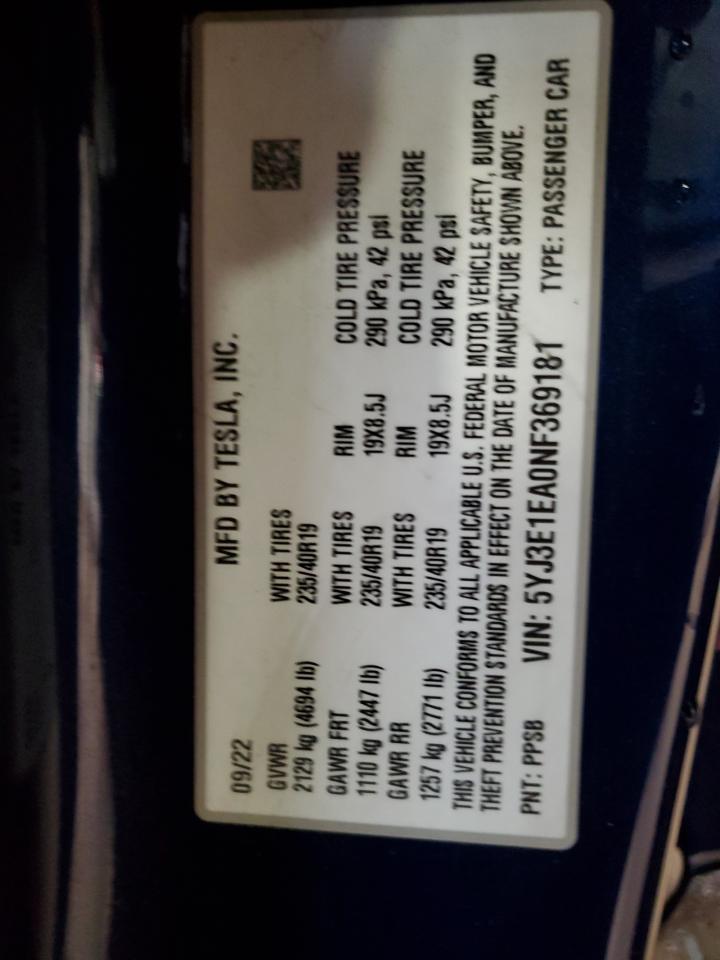 MFD BY TESLA, INC.
09/22
GVWR WITH TIRES
2129 kg (4694 lb) 235/40R19
GAWR FRT WITH TIRES RIM COLD TIRE PRESSURE
1110 kg (2447 lb) 235/40R19 19X8.5J 290 kPa, 42 psi
GAWR RR WITH TIRES RIM COLD TIRE PRESSURE
1257 kg (2771 lb) 235/40R19 19X8.5J 290 kPa, 42 psi
THIS VEHICLE CONFORMS TO ALL APPLICABLE U.S. FEDERAL MOTOR VEHICLE SAFETY, BUMPER, AND
THEFT PREVENTION STANDARDS IN EFFECT ON THE DATE OF MANUFACTURE SHOWN ABOVE.
PNT: PPSB VIN: 5YJ3E1EA0NF369181 TYPE: PASSENGER CAR